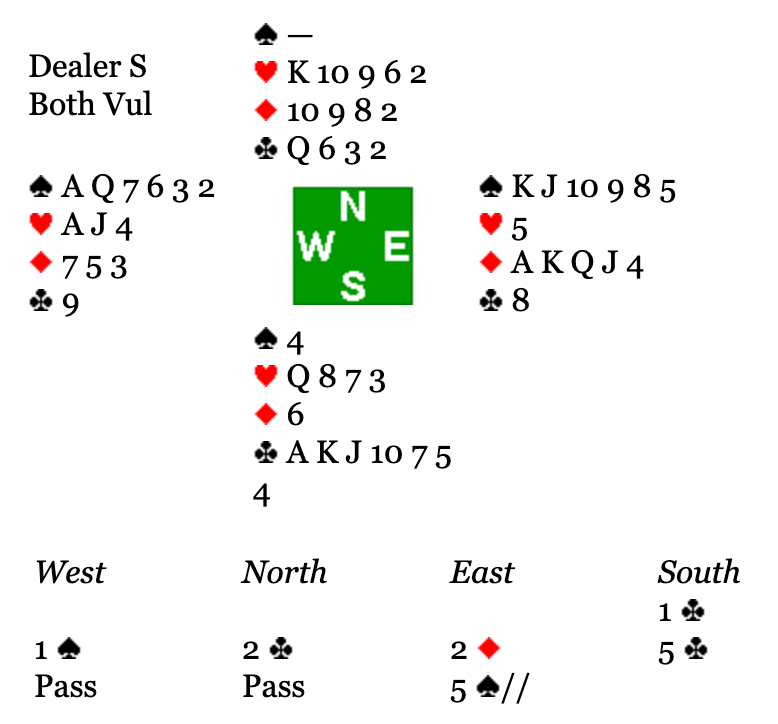 ♠ —
Dealer S
♥ K 10 9 6 2
Both Vul
♦ 10 9 8 2
♣ Q 6 3 2
♠ A Q 7 6 3 2
♥ A J 4
♦ 7 5 3
♣ 9
N
W E
S
♠ K J 10 9 8 5
♥ 5
♦ A K Q J 4
♣ 8
♠ 4
♥ Q 8 7 3
♦ 6
♣ A K J 10 7 5
4
West North East South
1 ♣
1 ♠ 2 ♣ 2 ♦ 5 ♣
Pass Pass 5 ♠//